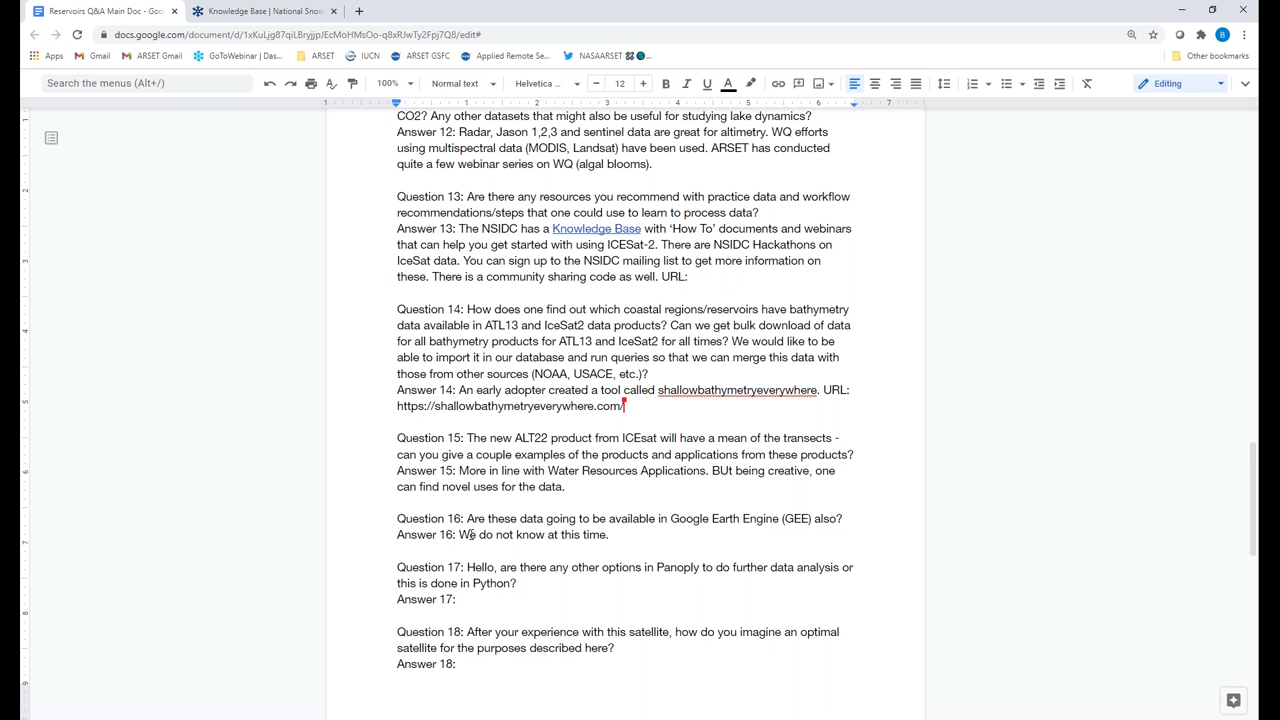 Reservoirs Q&A Main Doc - Goo
Knowledge Base | National Snow
docs.google.com/document/d/1xKuLjg87qiLBryjjpJEcMoHMsOo-q8xRJwTy2Fpj7Q8/edit#
Apps
Gmail
ARSET Gmail
GoToWebinar | Das...
ARSET
IUCN
ARSET GSFC
Applied Remote Se...
NASAARSET
Other bookmarks
Search the menus (Alt+/)
100%
Normal text
Helvetica ...
12
Editing
1 1 2 3 4 5 6 7
CO2? Any other datasets that might also be useful for studying lake dynamics?
Answer 12: Radar, Jason 1,2,3 and sentinel data are great for altimetry. WQ efforts
using multispectral data (MODIS, Landsat) have been used. ARSET has conducted
quite a few webinar series on WQ (algal blooms).
Question 13: Are there any resources you recommend with practice data and workflow
recommendations/steps that one could use to learn to process data?
Answer 13: The NSIDC has a Knowledge Base with 'How To' documents and webinars
that can help you get started with using ICESat-2. There are NSIDC Hackathons on
IceSat data. You can sign up to the NSIDC mailing list to get more information on
these. There is a community sharing code as well. URL:
Question 14: How does one find out which coastal regions/reservoirs have bathymetry
data available in ATL13 and IceSat2 data products? Can we get bulk download of data
for all bathymetry products for ATL13 and IceSat2 for all times? We would like to be
able to import it in our database and run queries so that we can merge this data with
those from other sources (NOAA, USACE, etc.)?
Answer 14: An early adopter created a tool called shallowbathymetryeverywhere. URL:
https://shallowbathymetryeverywhere.com/
Question 15: The new ALT22 product from ICEsat will have a mean of the transects -
can you give a couple examples of the products and applications from these products?
Answer 15: More in line with Water Resources Applications. BUt being creative, one
can find novel uses for the data.
Question 16: Are these data going to be available in Google Earth Engine (GEE) also?
Answer 16: We do not know at this time.
Question 17: Hello, are there any other options in Panoply to do further data analysis or
this is done in Python?
Answer 17:
Question 18: After your experience with this satellite, how do you imagine an optimal
satellite for the purposes described here?
Answer 18: